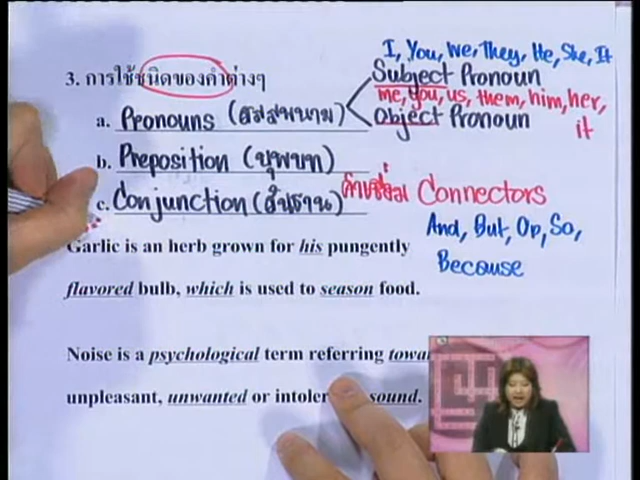 I, You, We, They, He, She, It
3. การใช้ชนิดของคำต่างๆ
Subject Pronoun
me, you, us, them, him, her, it
a. Pronouns (สรรพนาม)
Object Pronoun
b. Preposition (บุพบท)
c. Conjunction (สันธาน)
คำเชื่อม Connectors
And, But, Or, So,
Because
Garlic is an herb grown for his pungently
flavored bulb, which is used to season food.
Noise is a psychological term referring
unpleasant, unwanted or sound.